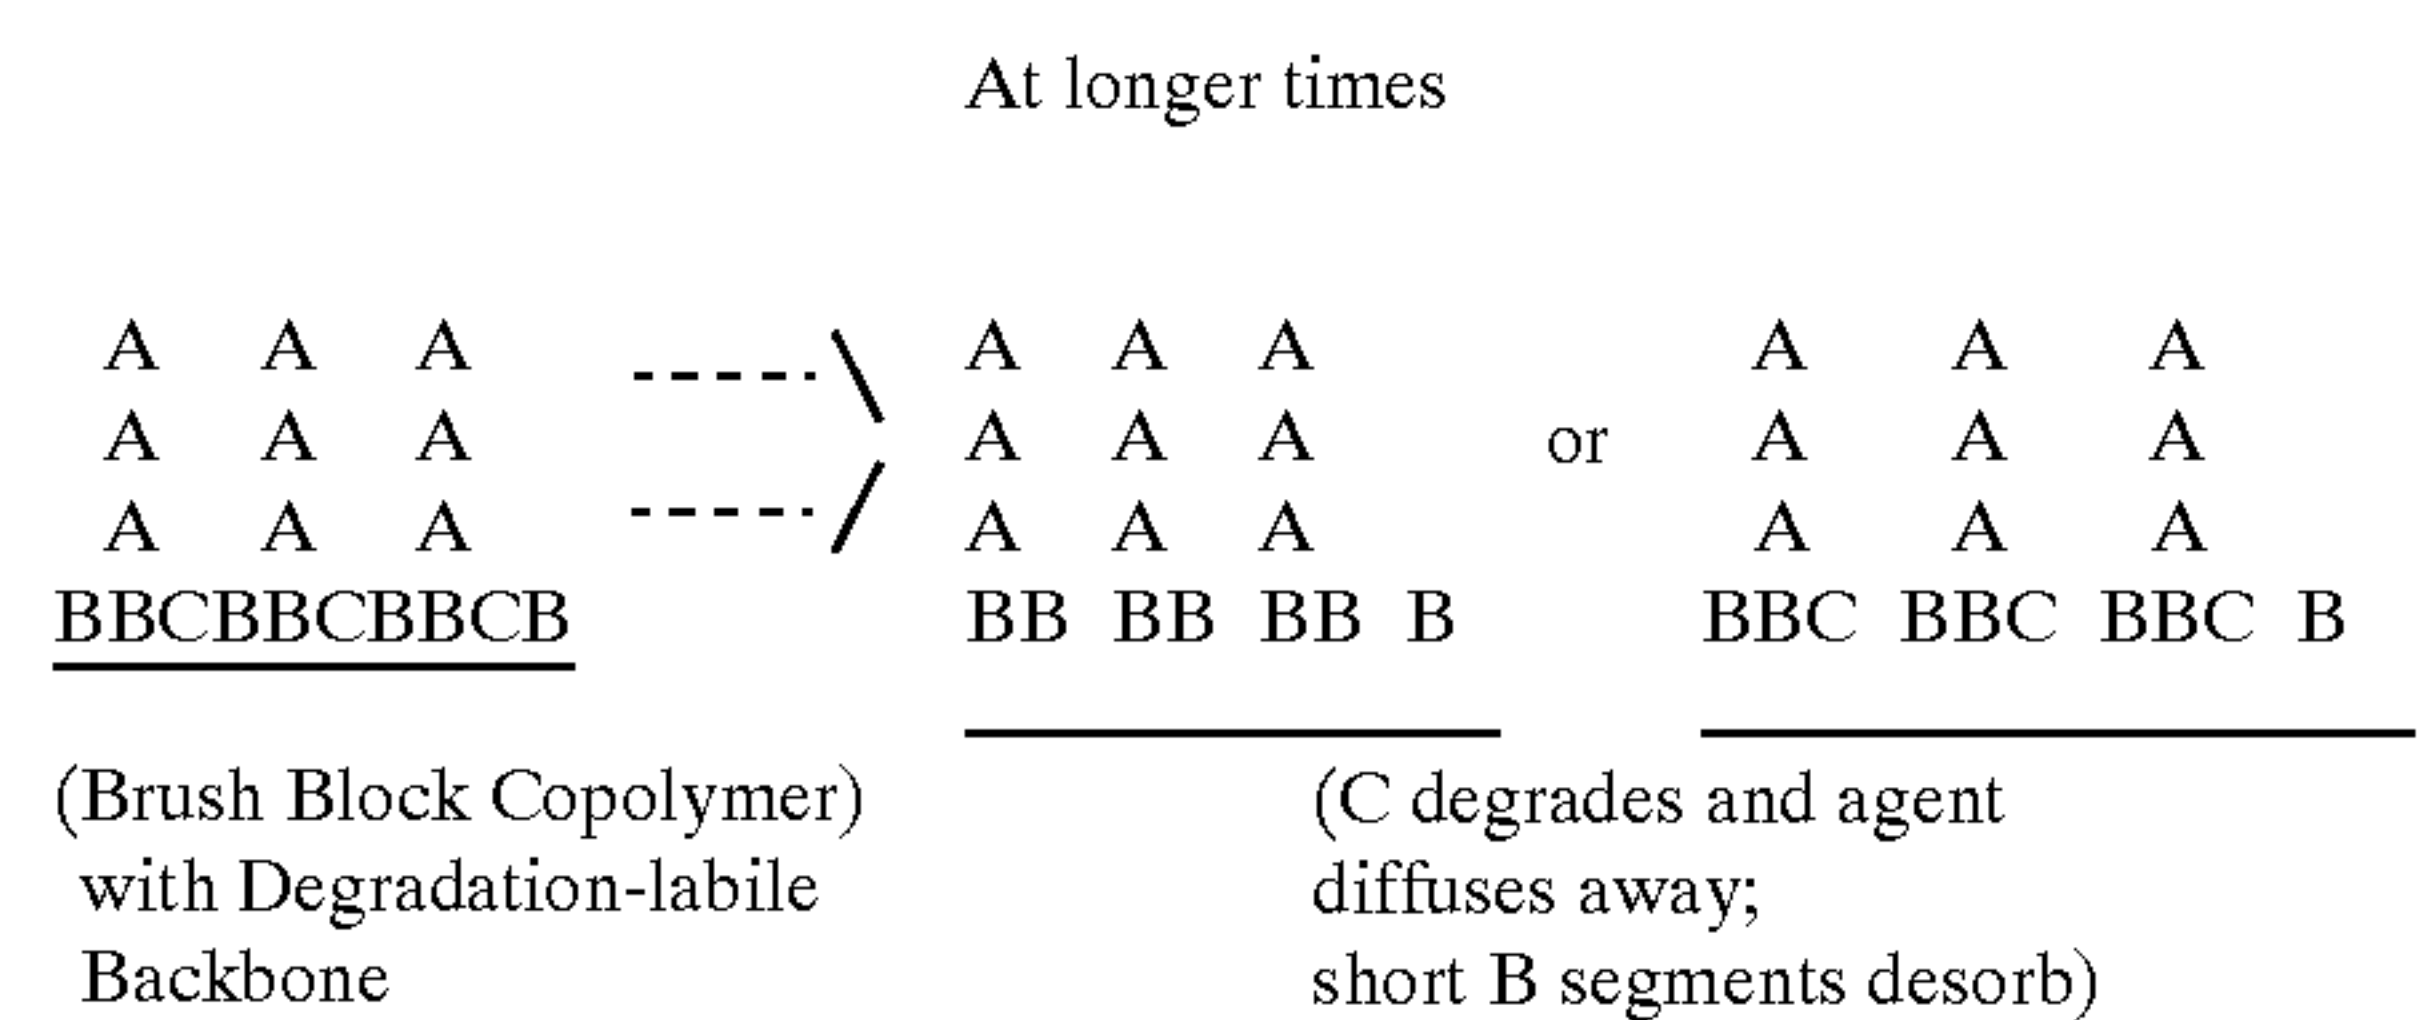 At longer times
A A A A A A A A A
A A A A A A or A A A
A A A A A A A A A
BBCBBCBBCB BB BB BB B BBC BBC BBC B
(Brush Block Copolymer)
with Degradation-labile
Backbone
(C degrades and agent
diffuses away;
short B segments desorb)